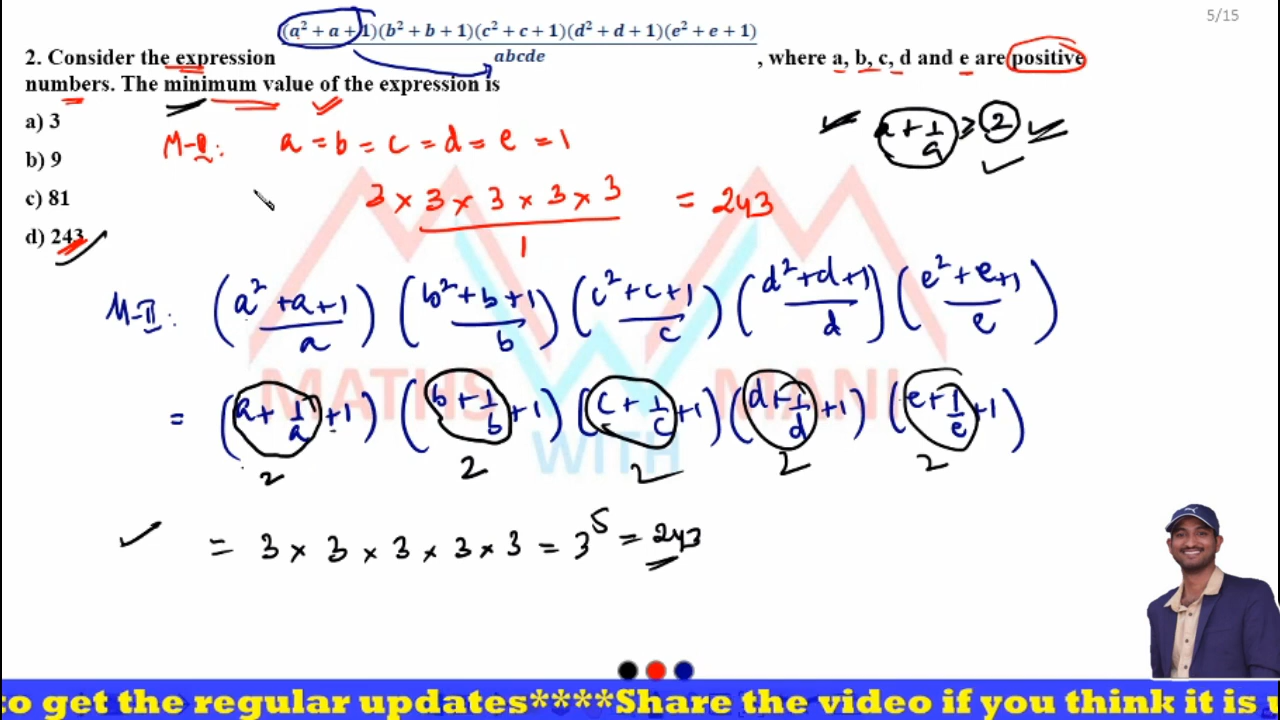 5/15
2. Consider the expression (a² + a + 1)(b² + b + 1)(c² + c + 1)(d² + d + 1)(e² + e + 1) / abcde , where a, b, c, d and e are positive
numbers. The minimum value of the expression is
a) 3
b) 9
c) 81
d) 243
a + 1/a ≥ 2
M-I: a = b = c = d = e = 1
3 × 3 × 3 × 3 × 3 / 1 = 243
M-II: (a² + a + 1 / a) (b² + b + 1 / b) (c² + c + 1 / c) (d² + d + 1 / d) (e² + e + 1 / e)
= (a + 1/a + 1) (b + 1/b + 1) (c + 1/c + 1) (d + 1/d + 1) (e + 1/e + 1)
2 2 2 2 2
= 3 × 3 × 3 × 3 × 3 = 3⁵ = 243
MATHS MANI
WITH
to get the regular updates****Share the video if you think it is u